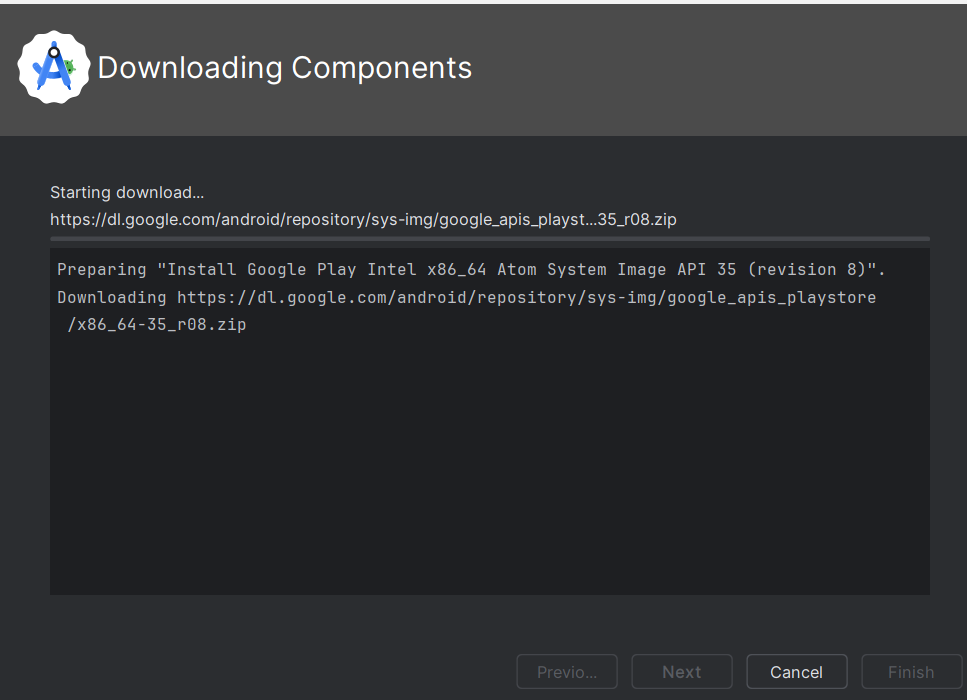 Downloading Components
Starting download...
https://dl.google.com/android/repository/sys-img/google_apis_playst...35_r08.zip
Preparing "Install Google Play Intel x86_64 Atom System Image API 35 (revision 8)".
Downloading https://dl.google.com/android/repository/sys-img/google_apis_playstore
/x86_64-35_r08.zip
Previo... Next Cancel Finish